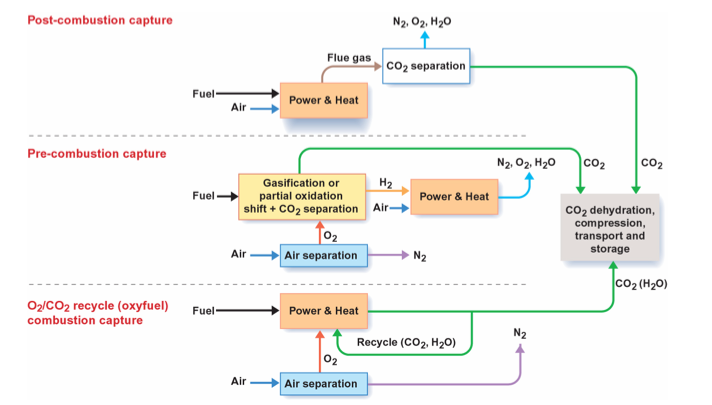 Post-combustion capture
N2, O2, H2O
Flue gas
CO2 separation
Fuel
Air
Power & Heat
Pre-combustion capture
N2, O2, H2O
CO2
CO2
Gasification or
partial oxidation
shift + CO2 separation
Fuel
H2
Air
Power & Heat
CO2 dehydration,
compression,
transport and
storage
O2
Air
Air separation
N2
CO2 (H2O)
O2/CO2 recycle (oxyfuel)
combustion capture
Fuel
Power & Heat
Recycle (CO2, H2O)
N2
O2
Air
Air separation